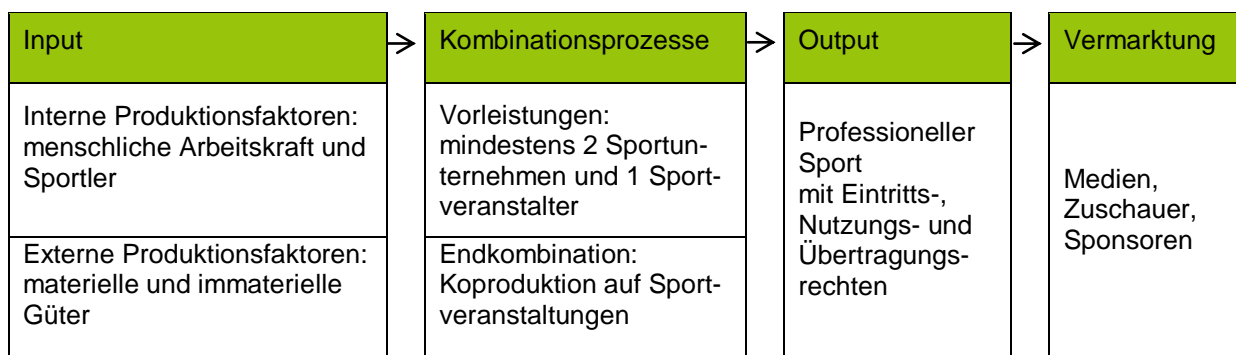 Input
Interne Produktionsfaktoren:
menschliche Arbeitskraft und
Sportler
Externe Produktionsfaktoren:
materielle und immaterielle
Güter
Kombinationsprozesse
Vorleistungen:
mindestens 2 Sportun-
ternehmen und 1 Sport-
veranstalter
Endkombination:
Koproduktion auf Sport-
veranstaltungen
Output
Professioneller
Sport
mit Eintritts-,
Nutzungs- und
Übertragungs-
rechten
Vermarktung
Medien,
Zuschauer,
Sponsoren